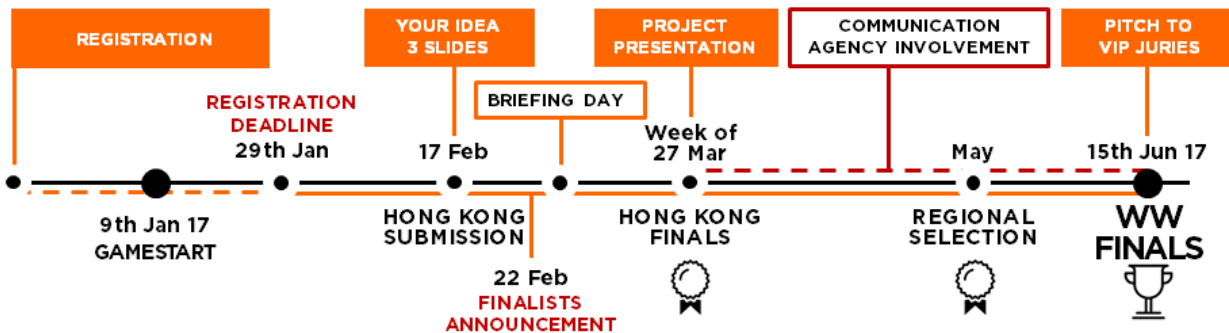 REGISTRATION
YOUR IDEA
3 SLIDES
PROJECT
PRESENTATION
COMMUNICATION
AGENCY INVOLVEMENT
PITCH TO
VIP JURIES
BRIEFING DAY
REGISTRATION
DEADLINE
29th Jan
17 Feb
Week of
27 Mar
May
15th Jun 17
9th Jan 17
GAMESTART
HONG KONG
SUBMISSION
22 Feb
FINALISTS
ANNOUNCEMENT
HONG KONG
FINALS
REGIONAL
SELECTION
WW
FINALS